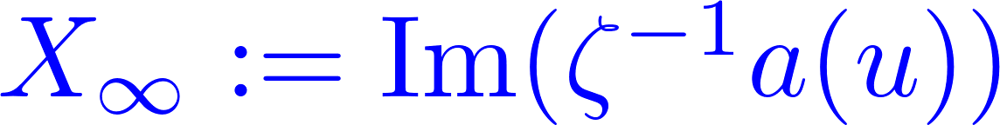 X_∞ := Im(ζ^{-1}a(u))